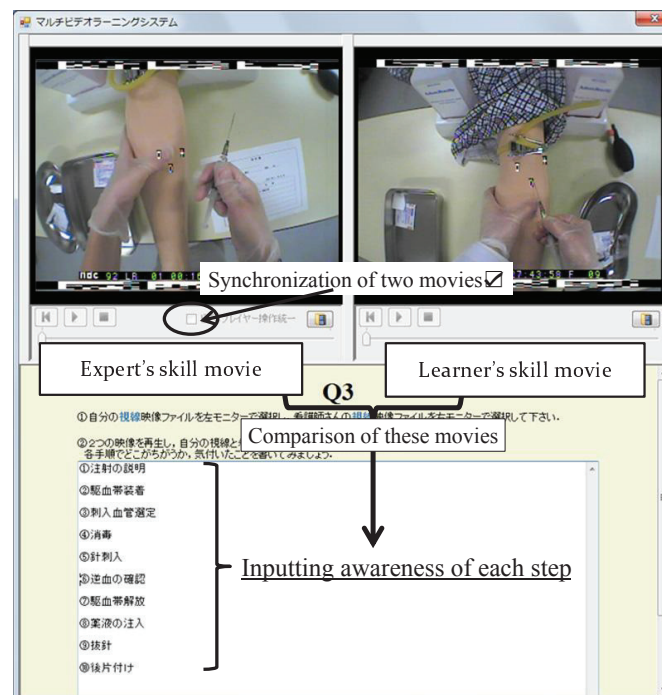 マルチビデオラーニングシステム
Synchronization of two movies☑
レイヤー操作統一
Expert's skill movie
Learner's skill movie
Q3
①自分の視線映像ファイルを左モニターで選択し、看護師さんの視線映像ファイルを右モニターで選択して下さい.
Comparison of these movies
②2つの映像を再生し, 自分の視線と
各手順でどこがちがうか, 気付いたことを書いてみましょう.
①注射の説明
②駆血帯装着
③刺入血管選定
④消毒
⑤針刺入
Inputting awareness of each step
⑥逆血の確認
⑦駆血帯解放
⑧薬液の注入
⑨抜針
⑩後片付け